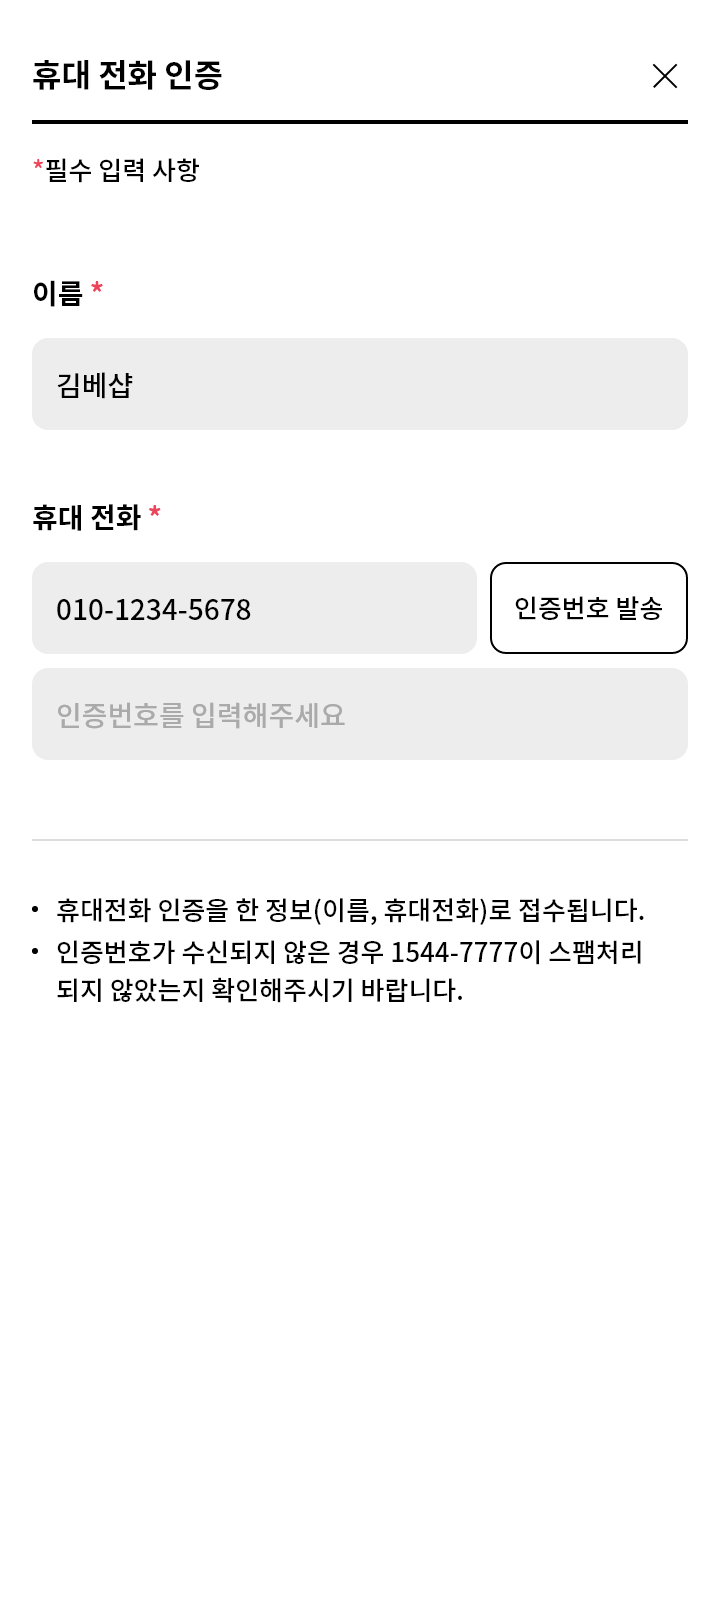 휴대 전화 인증
*필수 입력 사항
이름 *
김베샵
휴대 전화 *
010-1234-5678
인증번호 발송
인증번호를 입력해주세요
• 휴대전화 인증을 한 정보(이름, 휴대전화)로 접수됩니다.
• 인증번호가 수신되지 않은 경우 1544-7777이 스팸처리
되지 않았는지 확인해주시기 바랍니다.